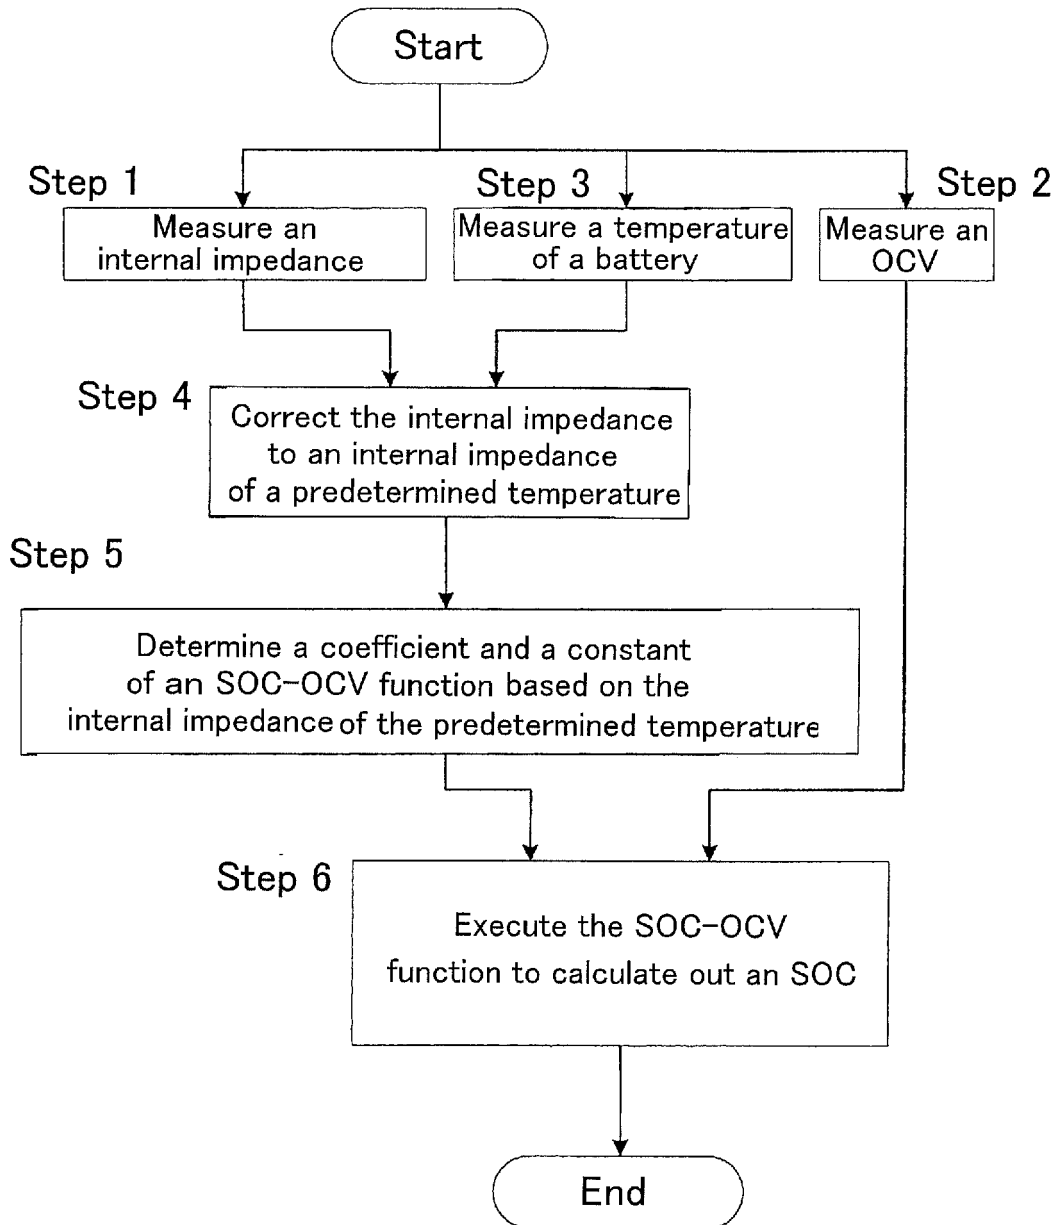 Start
Step 1
Step 3
Step 2
Measure an
internal impedance
Measure a temperature
of a battery
Measure an
OCV
Step 4
Correct the internal impedance
to an internal impedance
of a predetermined temperature
Step 5
Determine a coefficient and a constant
of an SOC-OCV function based on the
internal impedance of the predetermined temperature
Step 6
Execute the SOC-OCV
function to calculate out an SOC
End